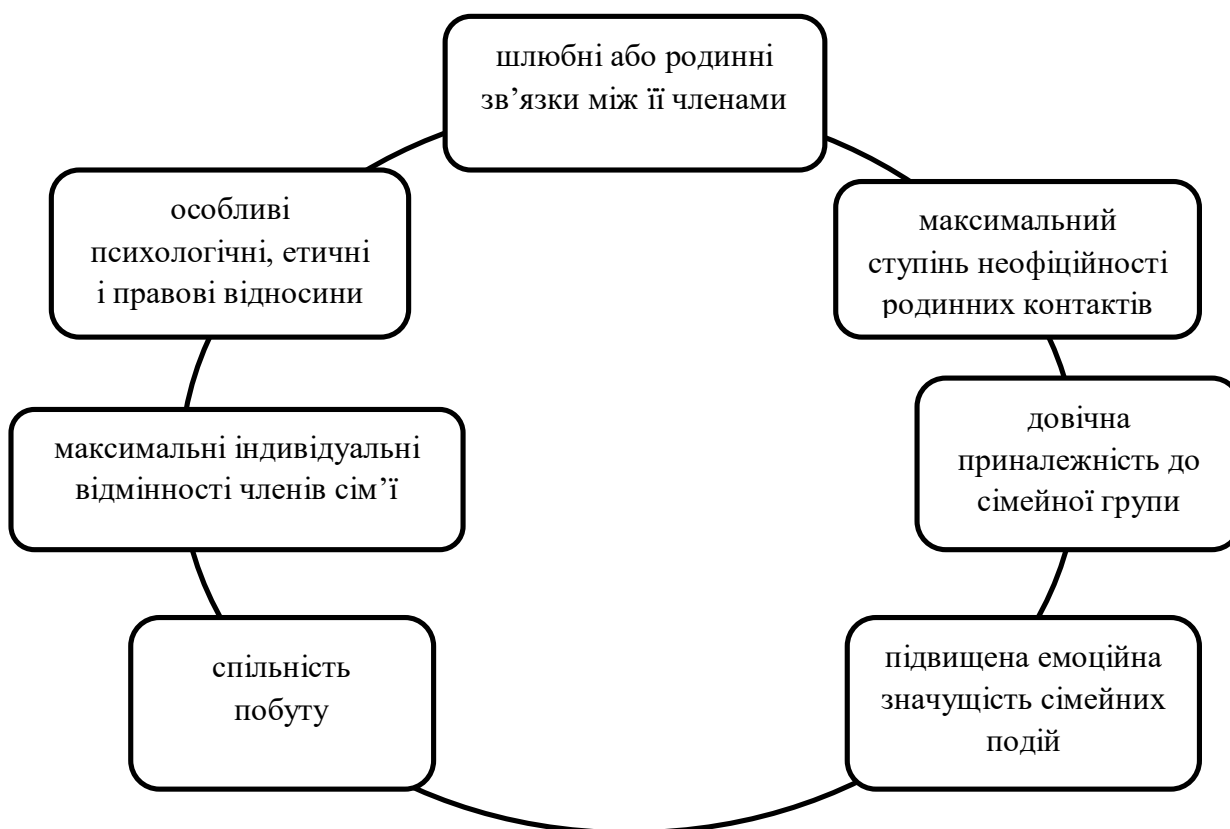 шлюбні або родинні
зв’язки між її членами
максимальний
ступінь неофіційності
родинних контактів
довічна
приналежність до
сімейної групи
підвищена емоційна
значущість сімейних
подій
спільність
побуту
максимальні індивідуальні
відмінності членів сім’ї
особливі
психологічні, етичні
і правові відносини